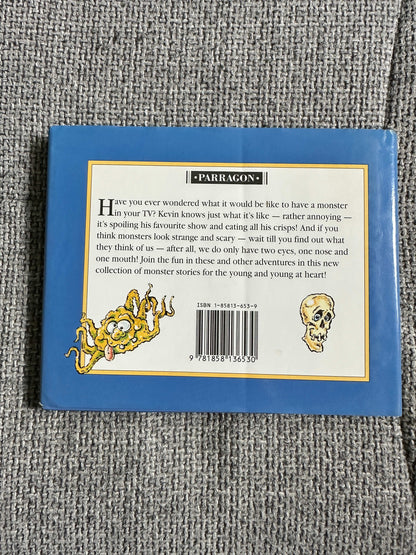 • PARRAGON •
Have you ever wondered what it would be like to have a monster
in your TV? Kevin knows just what it's like — rather annoying —
it's spoiling his favourite show and eating all his crisps! And if you
think monsters look strange and scary — wait till you find out what
they think of us — after all, we do only have two eyes, one nose and
one mouth! Join the fun in these and other adventures in this new
collection of monster stories for the young and young at heart!
ISBN 1-85813-653-9
9 781858 136530